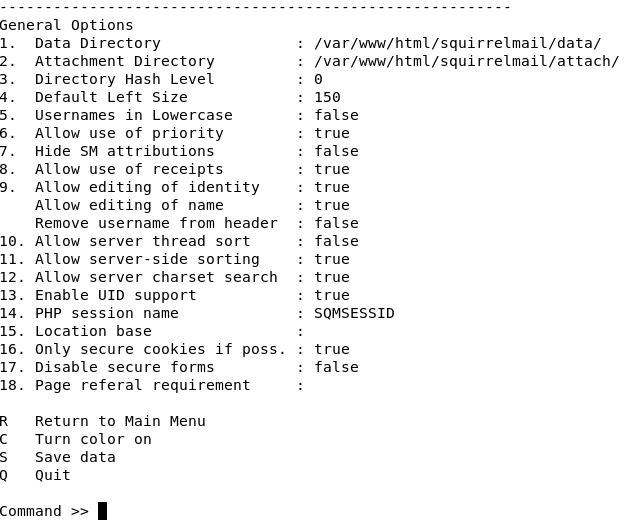 ---------------------------------------------------------
General Options
1.  Data Directory               : /var/www/html/squirrelmail/data/
2.  Attachment Directory         : /var/www/html/squirrelmail/attach/
3.  Directory Hash Level         : 0
4.  Default Left Size            : 150
5.  Usernames in Lowercase       : false
6.  Allow use of priority        : true
7.  Hide SM attributions         : false
8.  Allow use of receipts        : true
9.  Allow editing of identity    : true
    Allow editing of name        : true
    Remove username from header  : false
10. Allow server thread sort     : false
11. Allow server-side sorting    : true
12. Allow server charset search  : true
13. Enable UID support           : true
14. PHP session name             : SQMSESSID
15. Location base                :
16. Only secure cookies if poss. : true
17. Disable secure forms         : false
18. Page referal requirement     :

R   Return to Main Menu
C   Turn color on
S   Save data
Q   Quit

Command >>